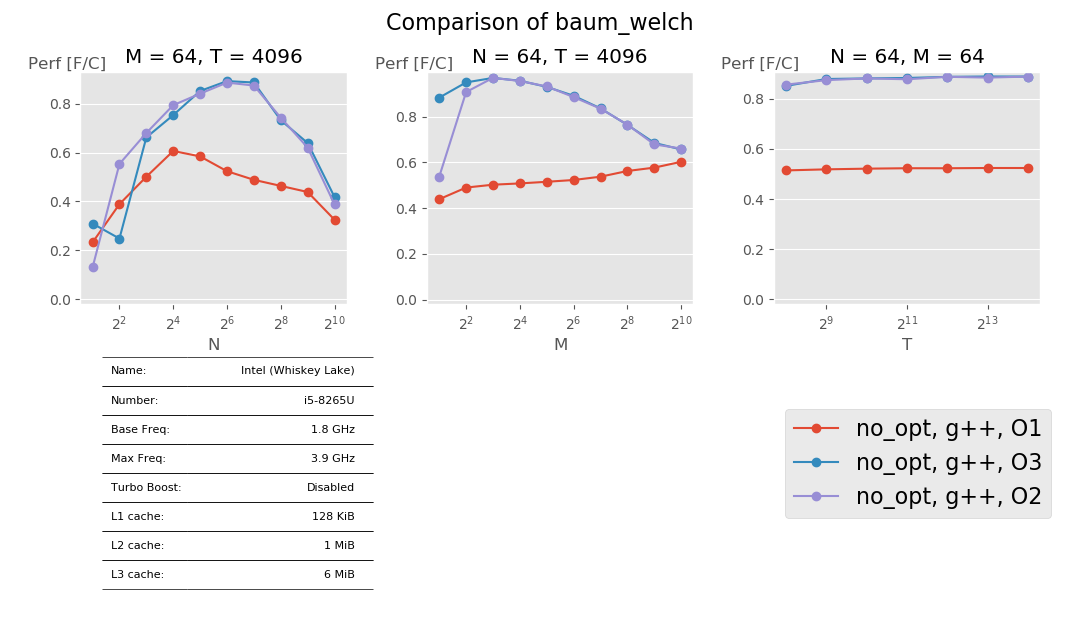 Comparison of baum_welch
Perf [F/C] M = 64, T = 4096
0.8
0.6
0.4
0.2
0.0
2^2 2^4 2^6 2^8 2^10
N
Perf [F/C] N = 64, T = 4096
0.8
0.6
0.4
0.2
0.0
2^2 2^4 2^6 2^8 2^10
M
Perf [F/C] N = 64, M = 64
0.8
0.6
0.4
0.2
0.0
2^9 2^11 2^13
T
Name: Intel (Whiskey Lake)
Number: i5-8265U
Base Freq: 1.8 GHz
Max Freq: 3.9 GHz
Turbo Boost: Disabled
L1 cache: 128 KiB
L2 cache: 1 MiB
L3 cache: 6 MiB
no_opt, g++, O1
no_opt, g++, O3
no_opt, g++, O2